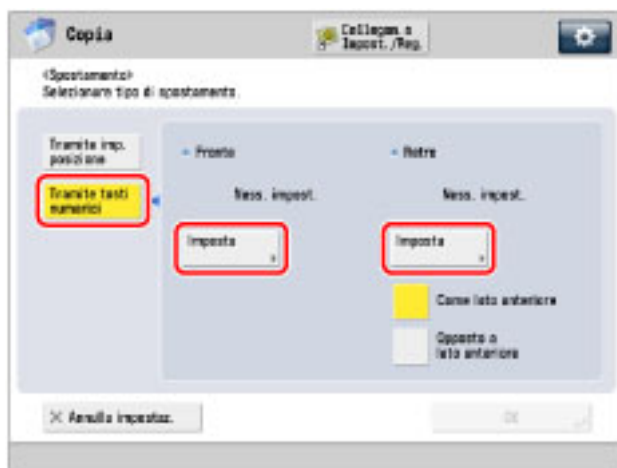 Copia
Collegam. a
Impost./Reg.
<Spostamento>
Selezionare tipo di spostamento.
Tramite imp.
posizione
Tramite tasti
numerici
Fronte
Retro
Ness. impost.
Ness. impost.
Imposta
Imposta
Come lato anteriore
Opposto a
lato anteriore
× Annulla impostaz.
OK